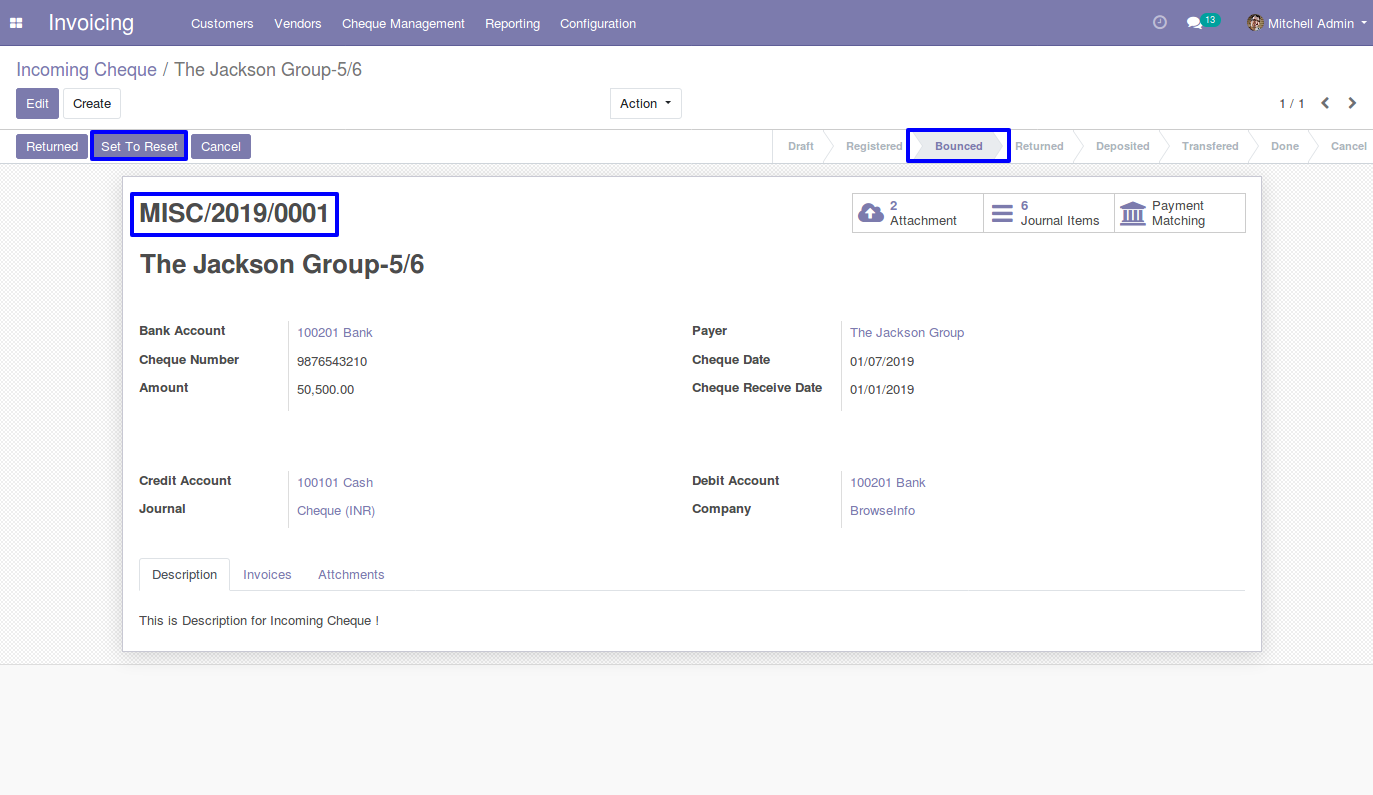 Invoicing Customers Vendors Cheque Management Reporting Configuration 13 Mitchell Admin
Incoming Cheque / The Jackson Group-5/6
Edit Create Action 1 / 1
Returned Set To Reset Cancel Draft Registered Bounced Returned Deposited Transfered Done Cancel
MISC/2019/0001
2 Attachment
6 Journal Items
Payment Matching
The Jackson Group-5/6
Bank Account 100201 Bank Payer The Jackson Group
Cheque Number 9876543210 Cheque Date 01/07/2019
Amount 50,500.00 Cheque Receive Date 01/01/2019
Credit Account 100101 Cash Debit Account 100201 Bank
Journal Cheque (INR) Company BrowseInfo
Description Invoices Attchments
This is Description for Incoming Cheque !